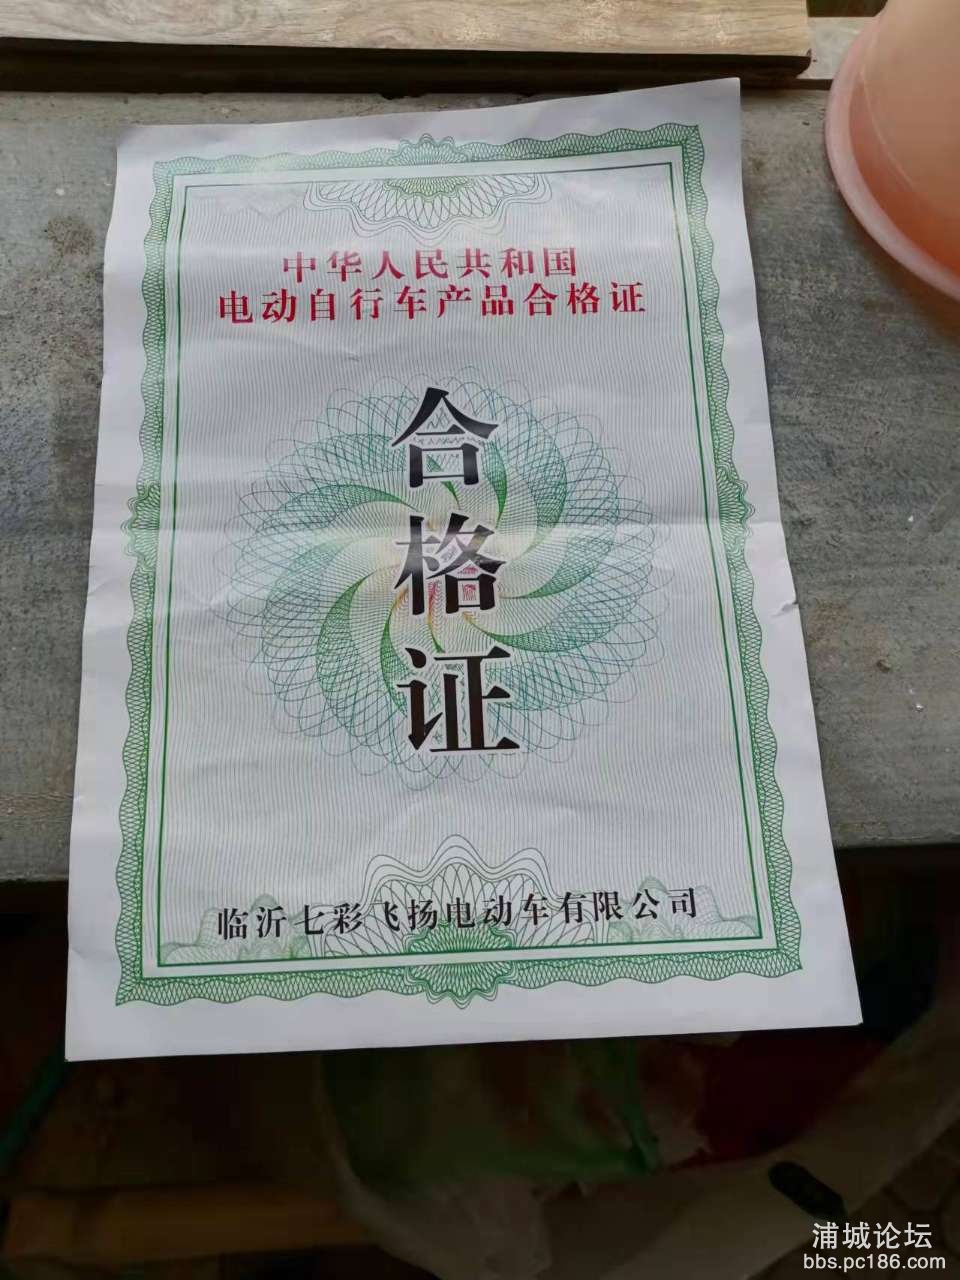 中华人民共和国
电动自行车产品合格证
合
格
证
临沂七彩飞扬电动车有限公司
浦城论坛
bbs.pc186.com